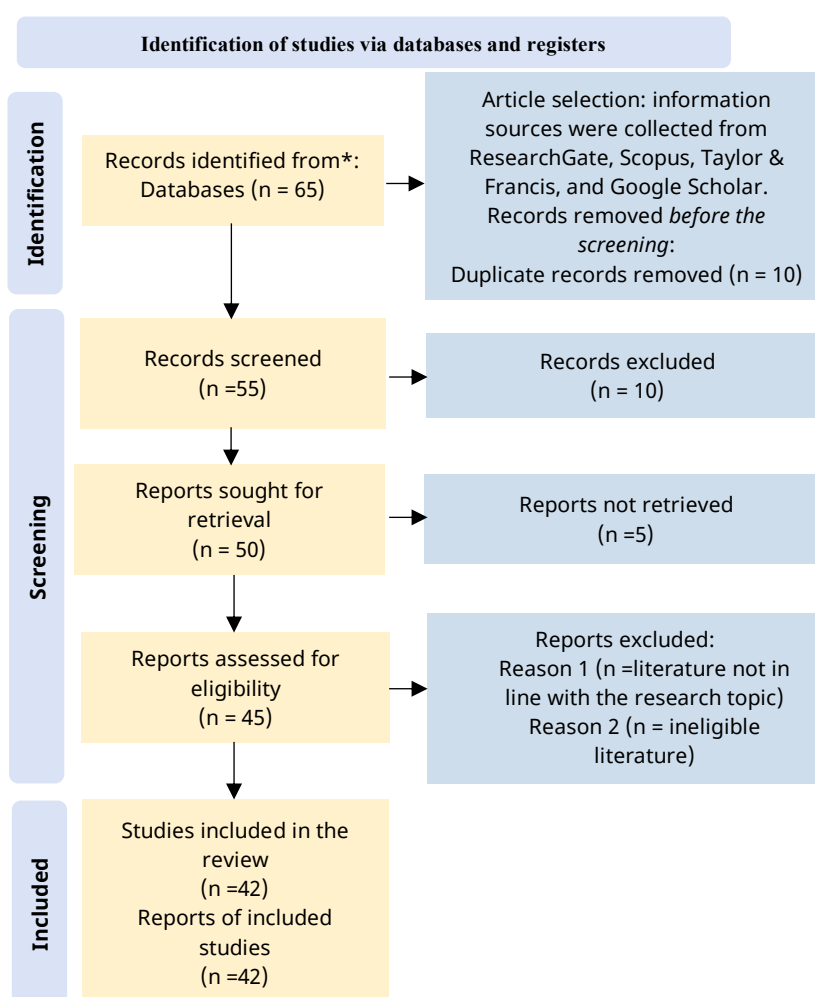 Identification of studies via databases and registers
Identification
Records identified from*:
Databases (n = 65)
Article selection: information
sources were collected from
ResearchGate, Scopus, Taylor &
Francis, and Google Scholar.
Records removed before the
screening:
Duplicate records removed (n = 10)
Screening
Records screened
(n =55)
Records excluded
(n = 10)
Reports sought for
retrieval
(n = 50)
Reports not retrieved
(n =5)
Reports assessed for
eligibility
(n = 45)
Reports excluded:
Reason 1 (n =literature not in
line with the research topic)
Reason 2 (n = ineligible
literature)
Included
Studies included in the
review
(n =42)
Reports of included
studies
(n =42)